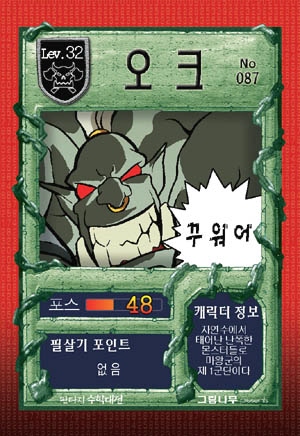 Lev.32
오크
No
087
꾸워어
포스 48
필살기 포인트
없음
캐릭터 정보
자연수에서
태어난 난폭한
몬스터들로
마왕군의
제 1군단이다
판타지 수학대전
그림나무